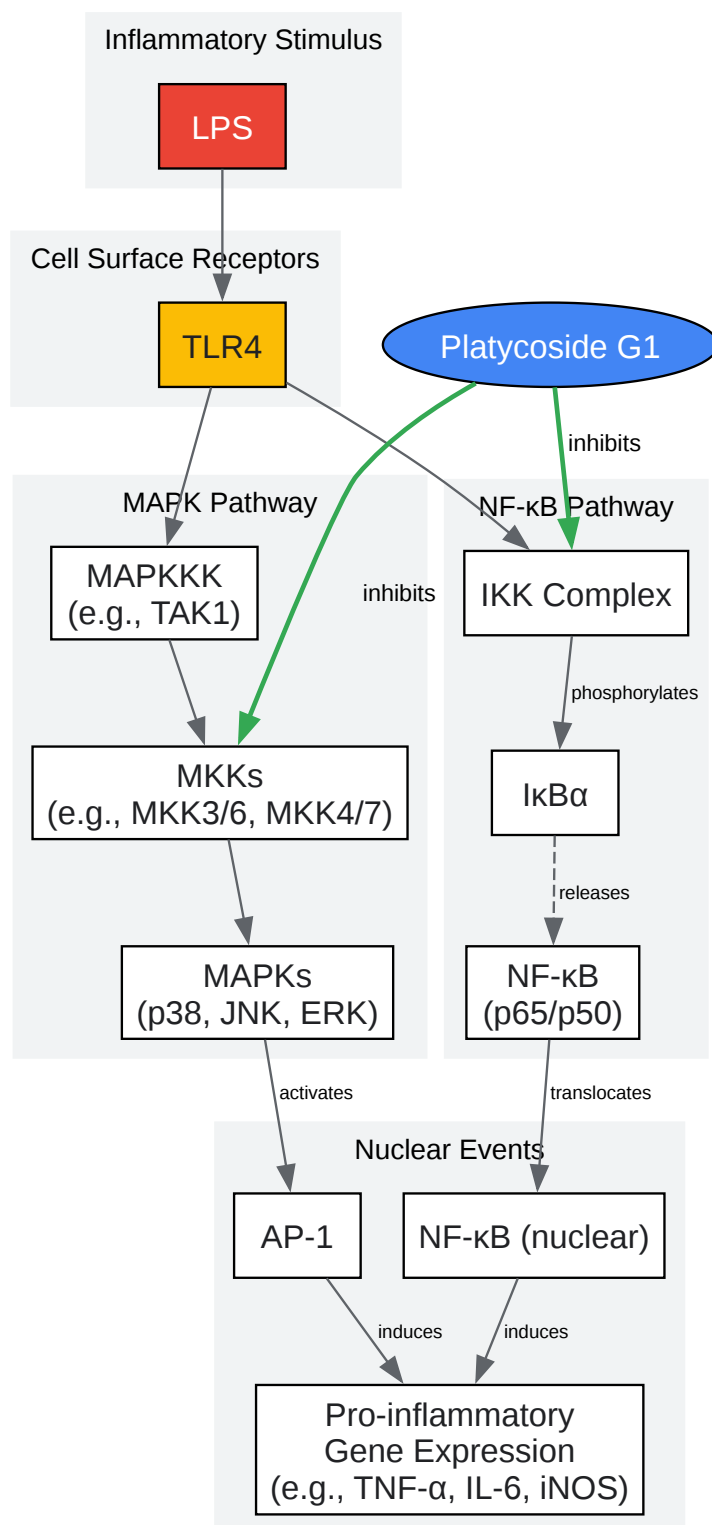 Inflammatory Stimulus
LPS
Cell Surface Receptors
TLR4
Platycoside G1
inhibits
MAPK Pathway
NF-κB Pathway
MAPKKK
(e.g., TAK1)
inhibits
IKK Complex
phosphorylates
MKKs
(e.g., MKK3/6, MKK4/7)
IκBα
releases
MAPKs
(p38, JNK, ERK)
NF-κB
(p65/p50)
activates
translocates
Nuclear Events
AP-1
NF-κB (nuclear)
induces
induces
Pro-inflammatory
Gene Expression
(e.g., TNF-α, IL-6, iNOS)